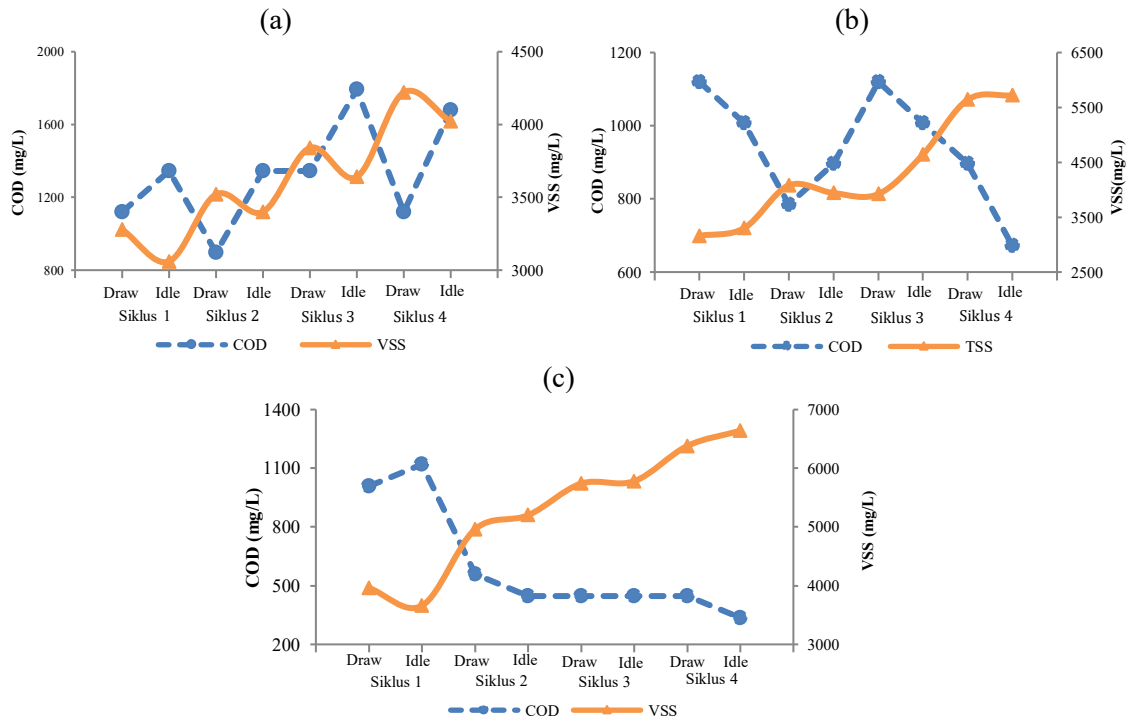 (a)
COD (mg/L)
2000
1600
1200
800
4500
4000
3500
3000
VSS (mg/L)
Draw Idle Draw Idle Draw Idle Draw Idle
Siklus 1 Siklus 2 Siklus 3 Siklus 4
COD VSS
(b)
COD (mg/L)
1200
1000
800
600
6500
5500
4500
3500
2500
VSS(mg/L)
Draw Idle Draw Idle Draw Idle Draw Idle
Siklus 1 Siklus 2 Siklus 3 Siklus 4
COD TSS
(c)
COD (mg/L)
1400
1100
800
500
200
7000
6000
5000
4000
3000
VSS (mg/L)
Draw Idle Draw Idle Draw Idle Draw Idle
Siklus 1 Siklus 2 Siklus 3 Siklus 4
COD VSS